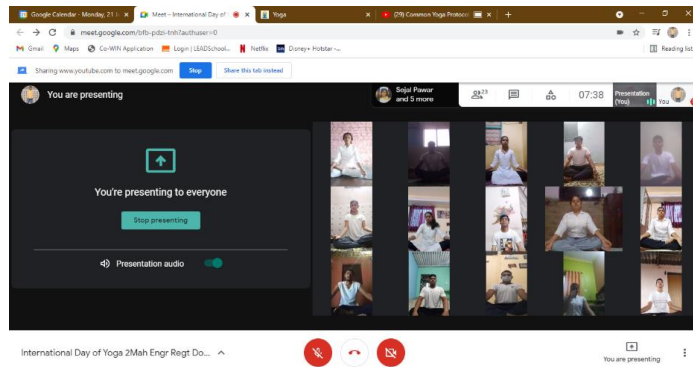 Google Calendar - Monday, 21 J
Meet – International Day of
Yoga
(29) Common Yoga Protocol
meet.google.com/bfb-pdzi-tnh?authuser=0
Gmail
Maps
Co-WIN Application
Login | LEADSchool...
Netflix
Disney+ Hotstar -...
Reading list
Sharing www.youtube.com to meet.google.com
Stop
Share this tab instead
You are presenting
Sejal Pawar
and 5 more
23
07:38
Presentation
(You)
You
You're presenting to everyone
Stop presenting
Presentation audio
International Day of Yoga 2Mah Engr Regt Do...
You are presenting